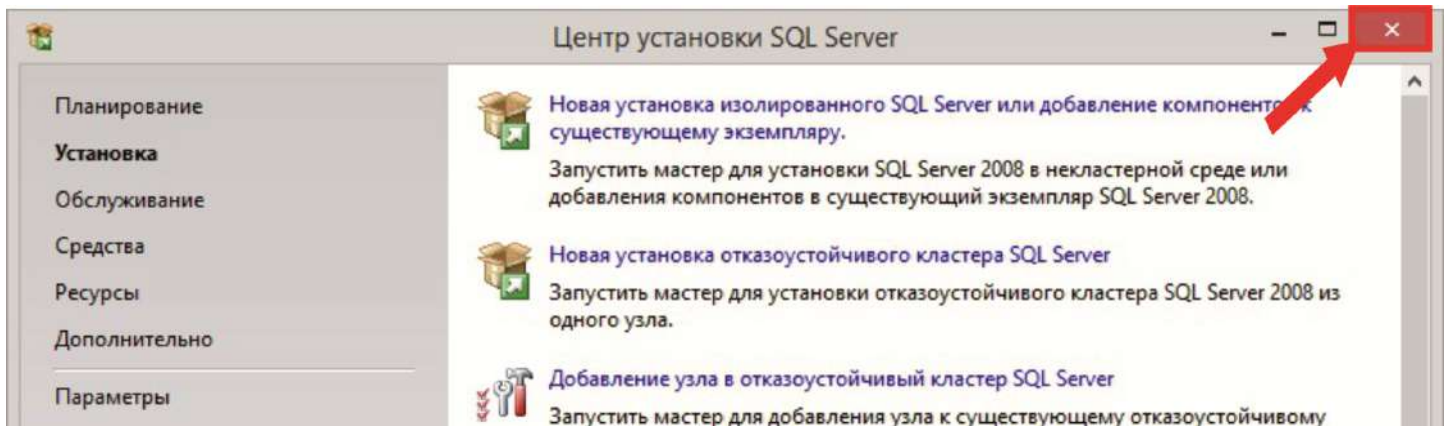 Центр установки SQL Server
Планирование
Установка
Обслуживание
Средства
Ресурсы
Дополнительно
Параметры
Новая установка изолированного SQL Server или добавление компонентов к
существующему экземпляру.
Запустить мастер для установки SQL Server 2008 в некластерной среде или
добавления компонентов в существующий экземпляр SQL Server 2008.
Новая установка отказоустойчивого кластера SQL Server
Запустить мастер для установки отказоустойчивого кластера SQL Server 2008 из
одного узла.
Добавление узла в отказоустойчивый кластер SQL Server
Запустить мастер для добавления узла к существующему отказоустойчивому